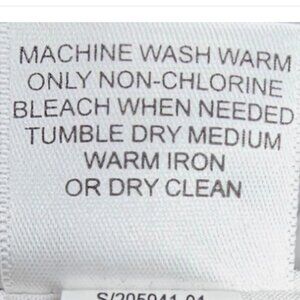 MACHINE WASH WARM
ONLY NON-CHLORINE
BLEACH WHEN NEEDED
TUMBLE DRY MEDIUM
WARM IRON
OR DRY CLEAN